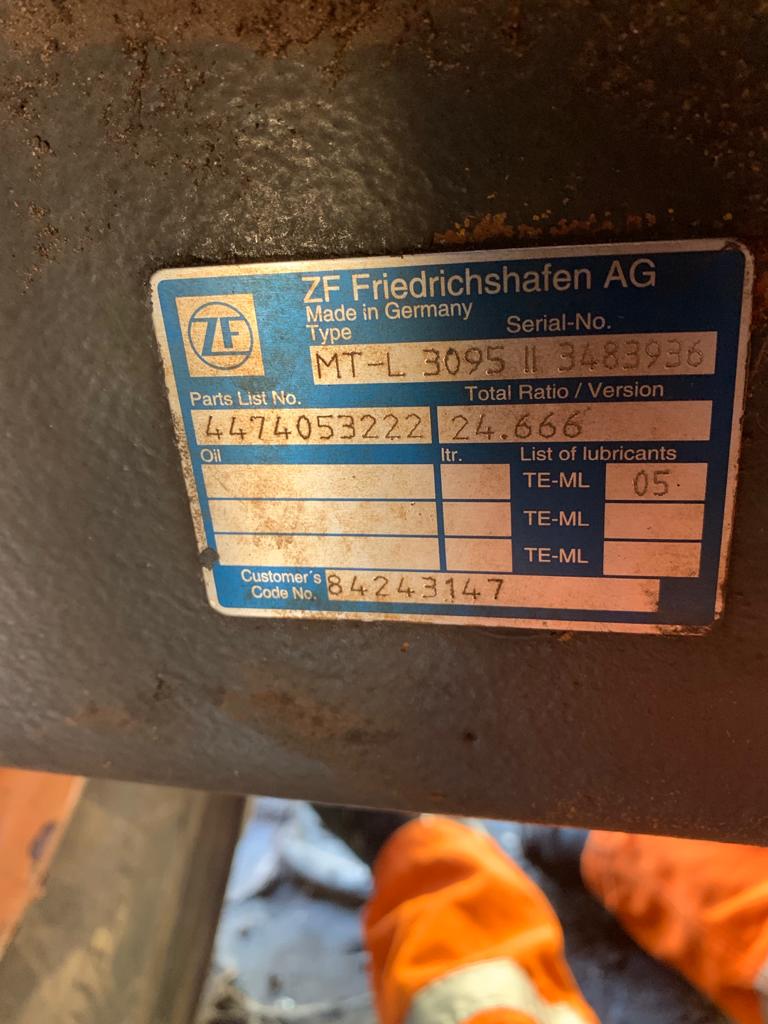 ZF Friedrichshafen AG
ZF
Made in Germany
Type Serial-No.
MT-L 3095 II 3483936
Parts List No. Total Ratio / Version
4474053222 24.666
Oil ltr. List of lubricants
TE-ML 05
TE-ML
TE-ML
Customer's
Code No. 84243147